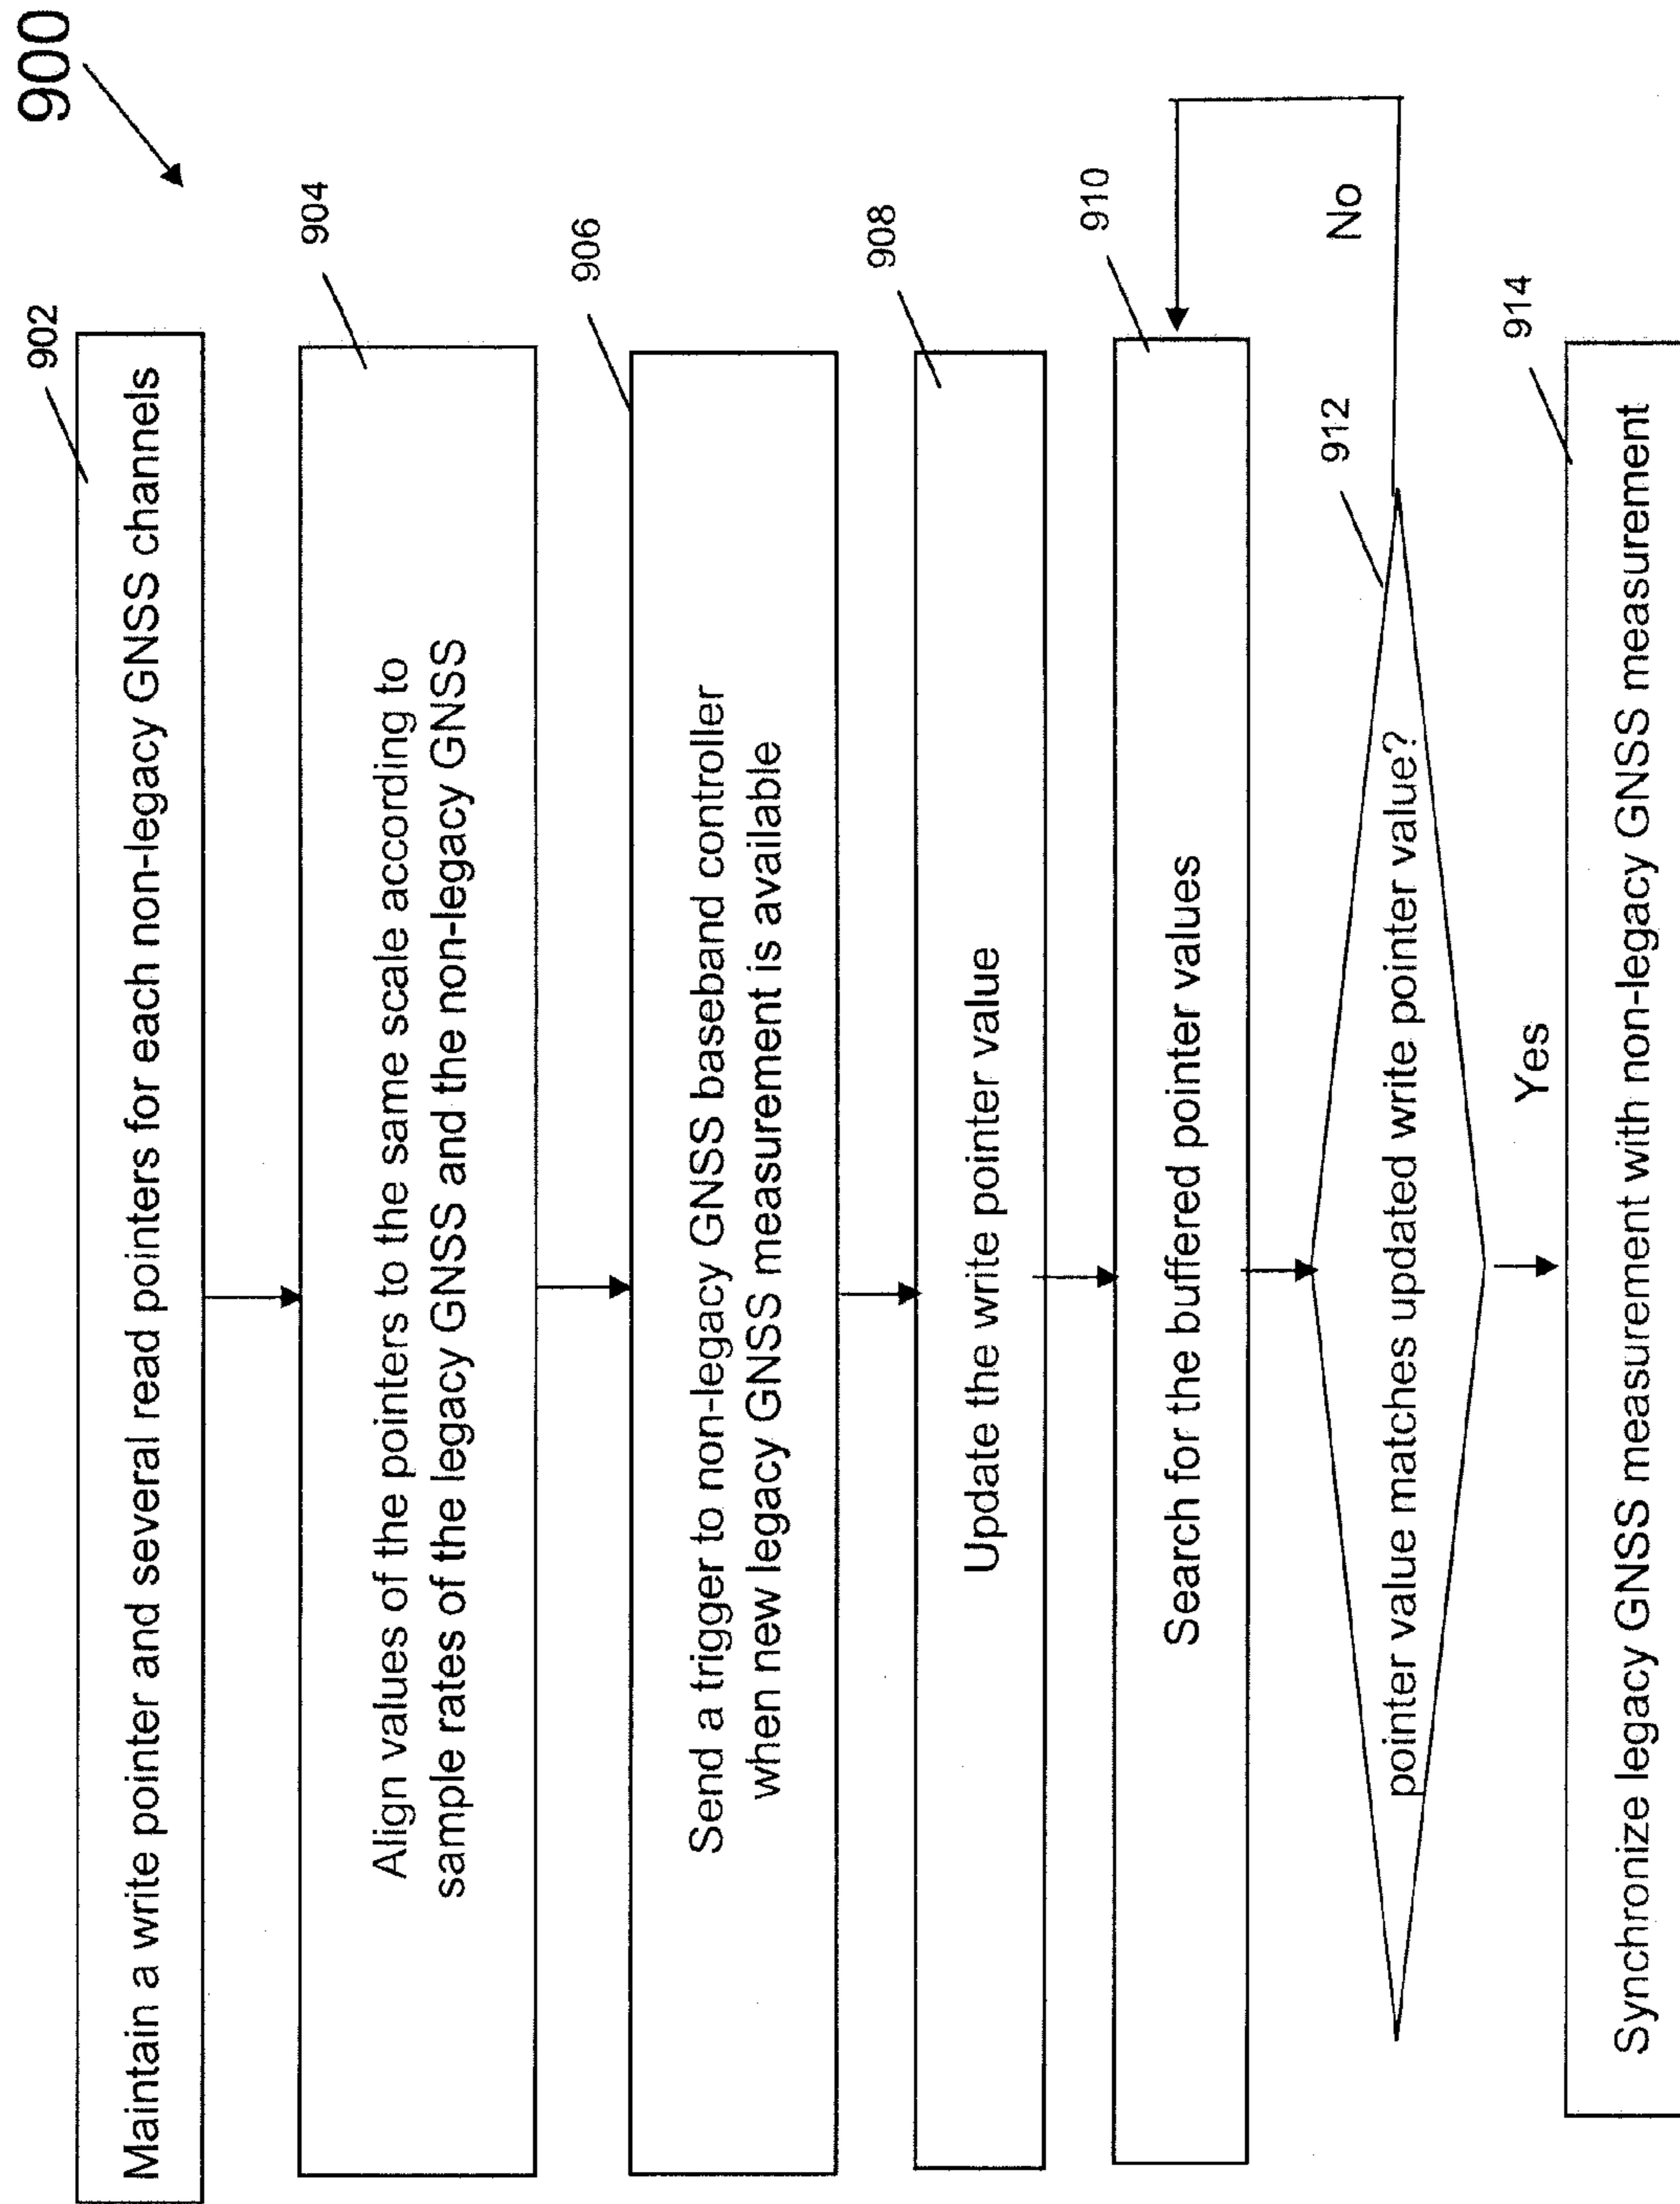 900
902
Maintain a write pointer and several read pointers for each non-legacy GNSS channels
904
Align values of the pointers to the same scale according to
sample rates of the legacy GNSS and the non-legacy GNSS
906
Send a trigger to non-legacy GNSS baseband controller
when new legacy GNSS measurement is available
908
Update the write pointer value
910
Search for the buffered pointer values
912
pointer value matches updated write pointer value?
No
Yes
914
Synchronize legacy GNSS measurement with non-legacy GNSS measurement